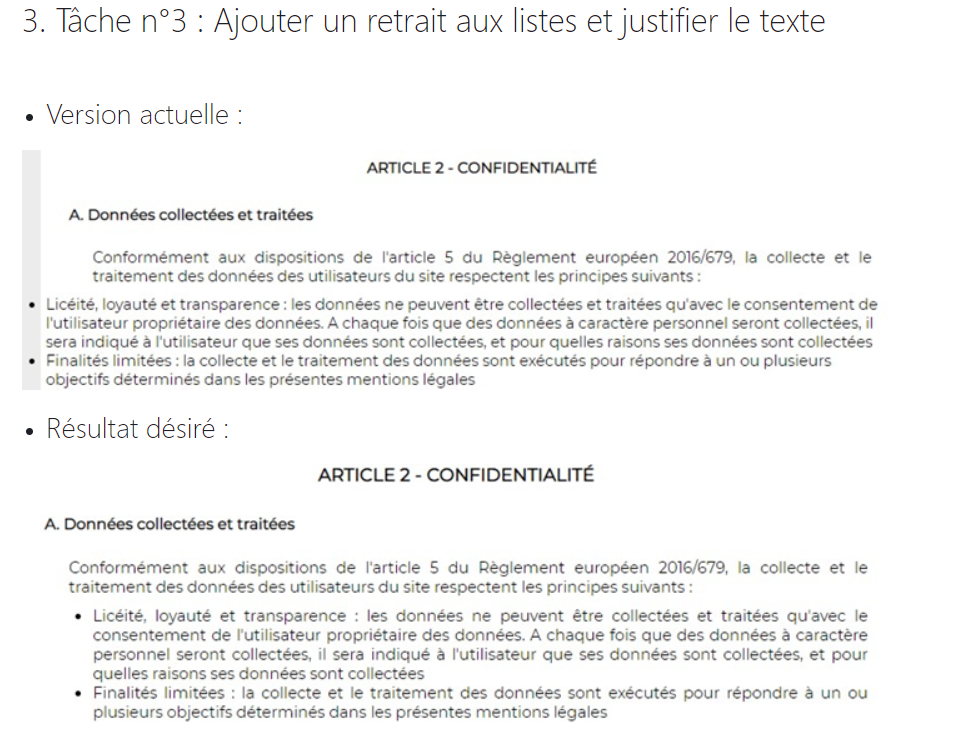 3. Tâche n°3 : Ajouter un retrait aux listes et justifier le texte
• Version actuelle :
ARTICLE 2 - CONFIDENTIALITÉ
A. Données collectées et traitées
Conformément aux dispositions de l'article 5 du Règlement européen 2016/679, la collecte et le
traitement des données des utilisateurs du site respectent les principes suivants :
• Licéité, loyauté et transparence : les données ne peuvent être collectées et traitées qu'avec le consentement de
l'utilisateur propriétaire des données. A chaque fois que des données à caractère personnel seront collectées, il
sera indiqué à l'utilisateur que ses données sont collectées, et pour quelles raisons ses données sont collectées
• Finalités limitées : la collecte et le traitement des données sont exécutés pour répondre à un ou plusieurs
objectifs déterminés dans les présentes mentions légales
• Résultat désiré :
ARTICLE 2 - CONFIDENTIALITÉ
A. Données collectées et traitées
Conformément aux dispositions de l'article 5 du Règlement européen 2016/679, la collecte et le
traitement des données des utilisateurs du site respectent les principes suivants :
• Licéité, loyauté et transparence : les données ne peuvent être collectées et traitées qu'avec le
consentement de l'utilisateur propriétaire des données. A chaque fois que des données à caractère
personnel seront collectées, il sera indiqué à l'utilisateur que ses données sont collectées, et pour
quelles raisons ses données sont collectées
• Finalités limitées : la collecte et le traitement des données sont exécutés pour répondre à un ou
plusieurs objectifs déterminés dans les présentes mentions légales